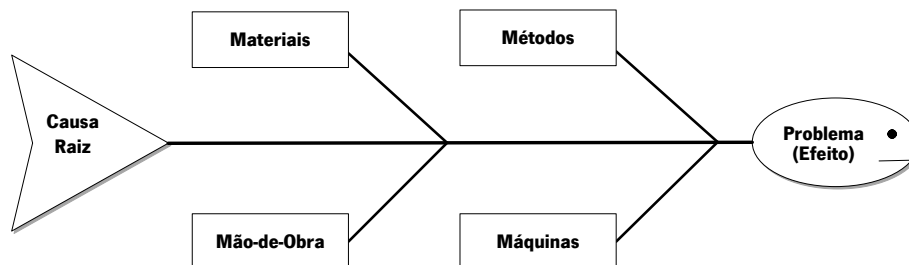 Materiais
Métodos
Causa
Raiz
Problema
(Efeito)
Mão-de-Obra
Máquinas